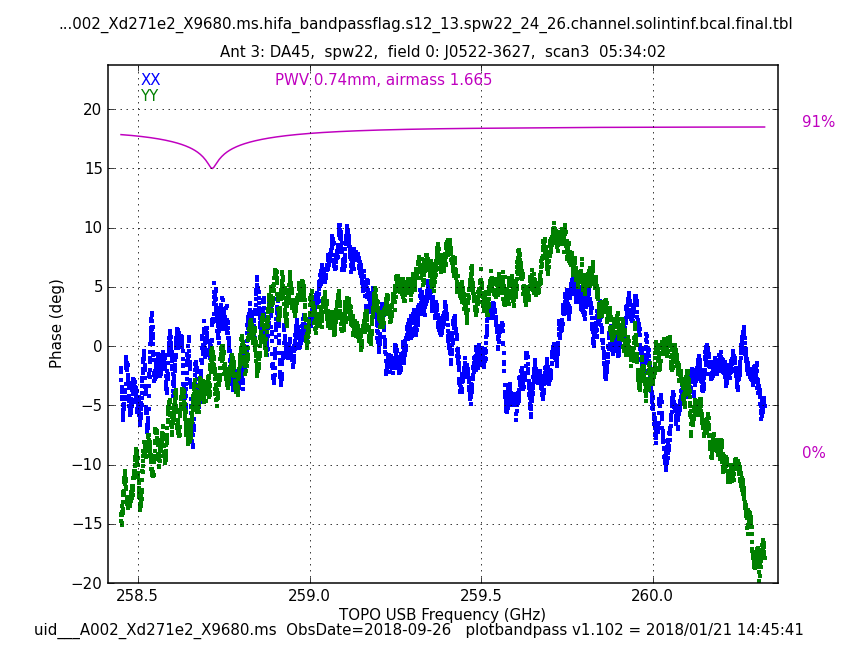 ...002_Xd271e2_X9680.ms.hifa_bandpassflag.s12_13.spw22_24_26.channel.solintinf.bcal.final.tbl
Ant 3: DA45,  spw22,  field 0: J0522-3627,  scan3  05:34:02
XX
PWV 0.74mm, airmass 1.665
YY
91%
0%
Phase (deg)
20
15
10
5
0
−5
−10
−15
−20
258.5
259.0
259.5
260.0
TOPO USB Frequency (GHz)
uid___A002_Xd271e2_X9680.ms  ObsDate=2018-09-26   plotbandpass v1.102 = 2018/01/21 14:45:41